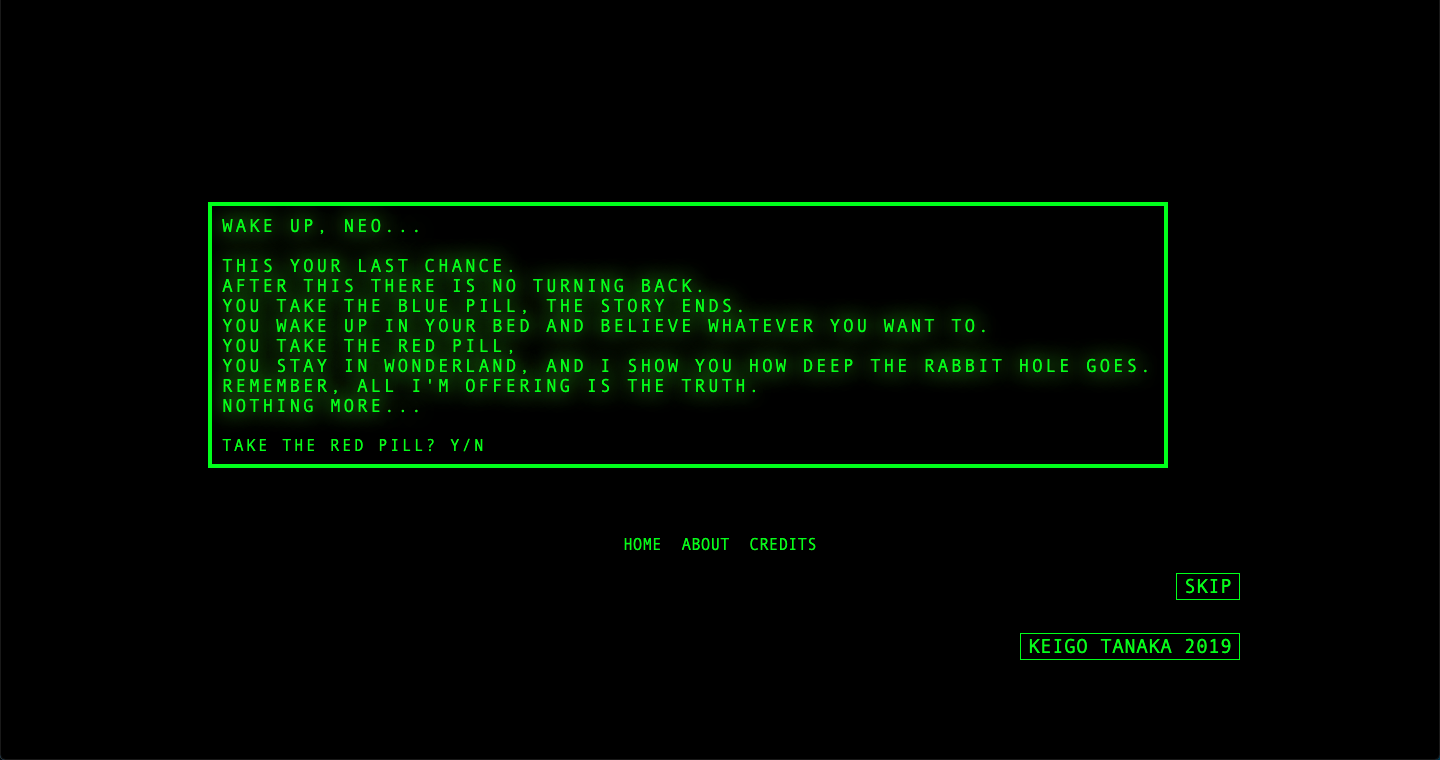 WAKE UP, NEO...
THIS YOUR LAST CHANCE.
AFTER THIS THERE IS NO TURNING BACK.
YOU TAKE THE BLUE PILL, THE STORY ENDS.
YOU WAKE UP IN YOUR BED AND BELIEVE WHATEVER YOU WANT TO.
YOU TAKE THE RED PILL,
YOU STAY IN WONDERLAND, AND I SHOW YOU HOW DEEP THE RABBIT HOLE GOES.
REMEMBER, ALL I'M OFFERING IS THE TRUTH.
NOTHING MORE...
TAKE THE RED PILL? Y/N
HOME ABOUT CREDITS
SKIP
KEIGO TANAKA 2019